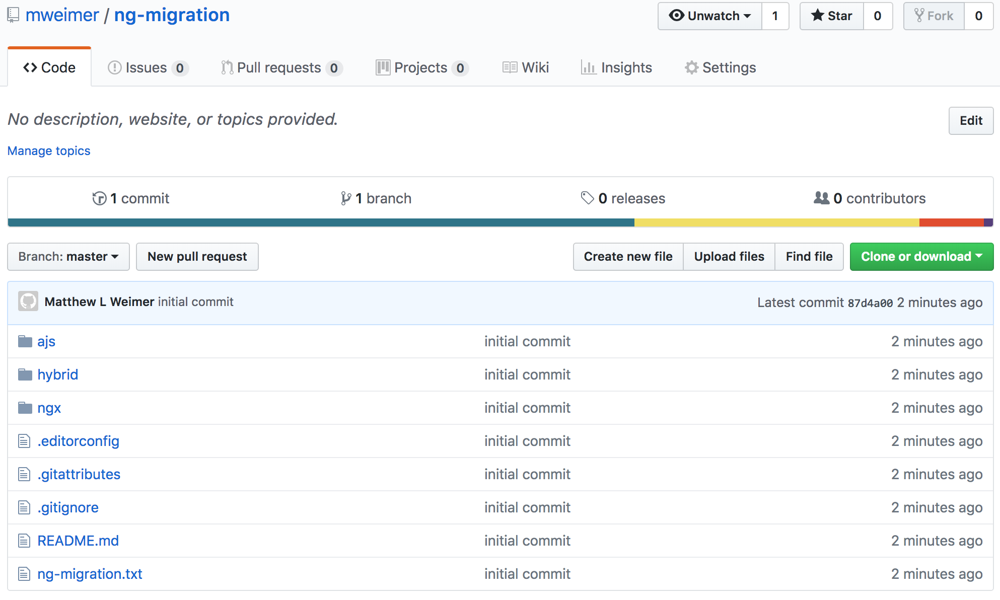 mweimer / ng-migration
Unwatch 1 Star 0 Fork 0
Code Issues 0 Pull requests 0 Projects 0 Wiki Insights Settings
No description, website, or topics provided.
Edit
Manage topics
1 commit 1 branch 0 releases 0 contributors
Branch: master New pull request Create new file Upload files Find file Clone or download
Matthew L Weimer initial commit Latest commit 87d4a00 2 minutes ago
ajs initial commit 2 minutes ago
hybrid initial commit 2 minutes ago
ngx initial commit 2 minutes ago
.editorconfig initial commit 2 minutes ago
.gitattributes initial commit 2 minutes ago
.gitignore initial commit 2 minutes ago
README.md initial commit 2 minutes ago
ng-migration.txt initial commit 2 minutes ago